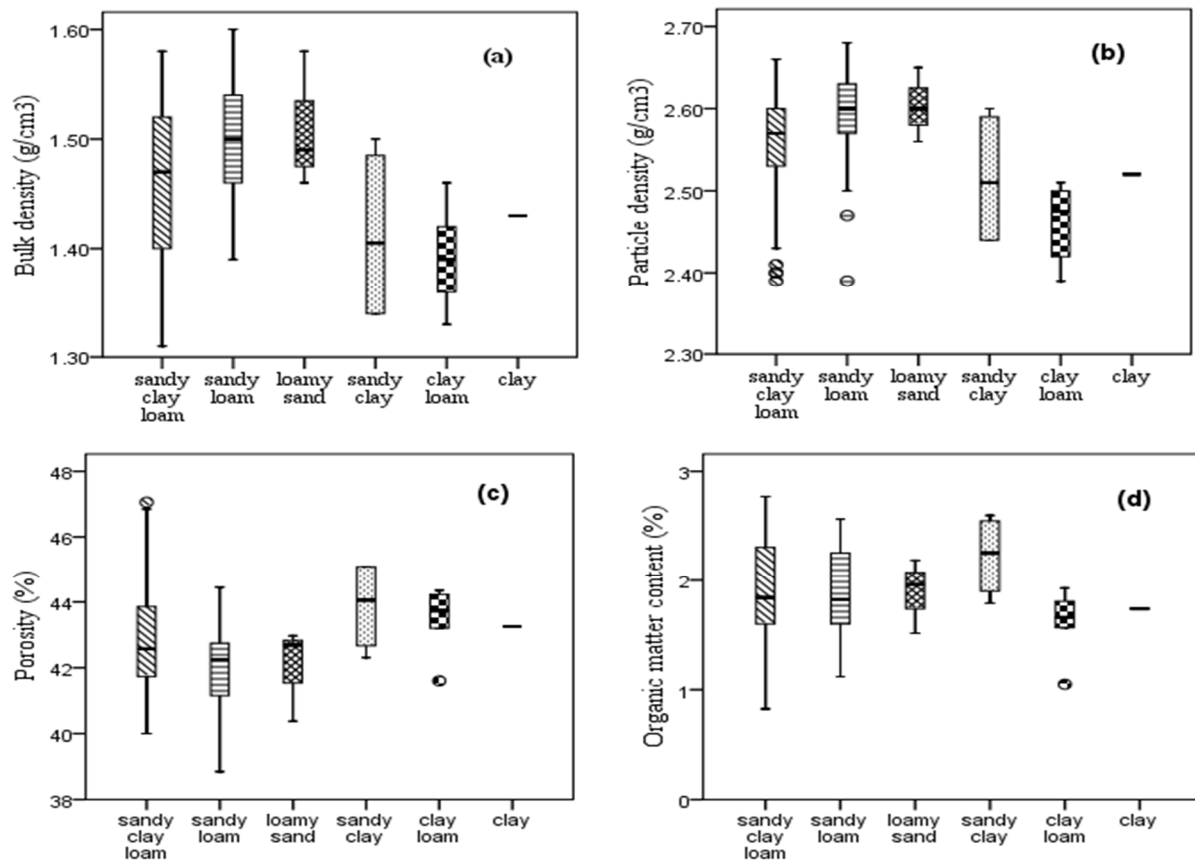 (a)
Bulk density (g/cm3)
1.60
1.50
1.40
1.30
sandy clay loam
sandy loam
loamy sand
sandy clay
clay loam
clay
(b)
Particle density (g/cm3)
2.70
2.60
2.50
2.40
2.30
sandy clay loam
sandy loam
loamy sand
sandy clay
clay loam
clay
(c)
Porosity (%)
48
46
44
42
40
38
sandy clay loam
sandy loam
loamy sand
sandy clay
clay loam
clay
(d)
Organic matter content (%)
3
2
1
0
sandy clay loam
sandy loam
loamy sand
sandy clay
clay loam
clay